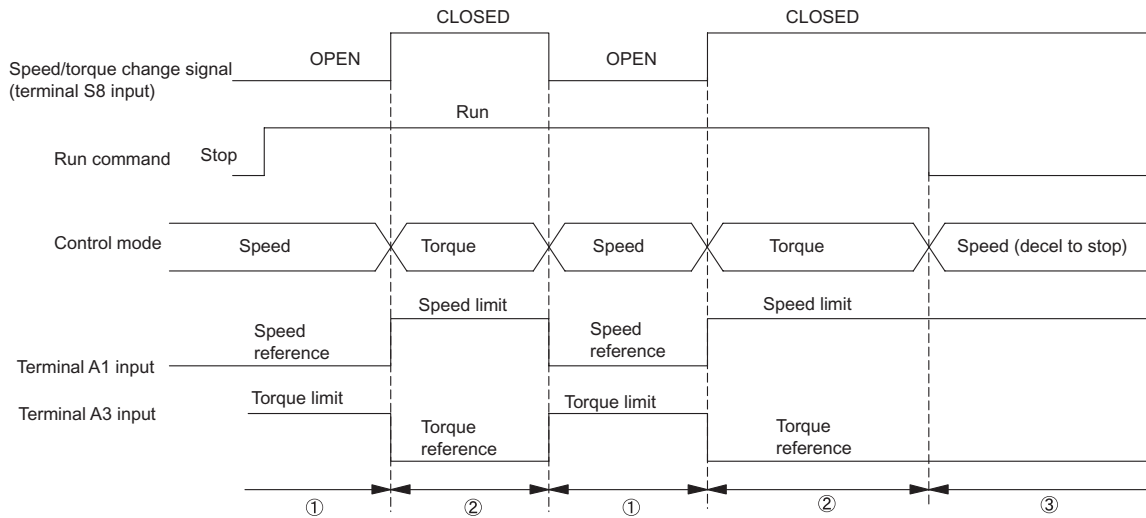 CLOSED
CLOSED
OPEN
OPEN
Speed/torque change signal
(terminal S8 input)
Run
Run command
Stop
Control mode
Speed
Torque
Speed
Torque
Speed (decel to stop)
Speed limit
Speed limit
Speed
reference
Speed
reference
Terminal A1 input
Terminal A3 input
Torque limit
Torque limit
Torque
reference
Torque
reference
①
②
①
②
③